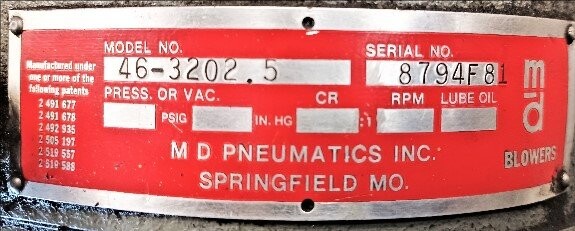 MODEL NO.
46-3202.5
SERIAL NO.
8794F81
Manufactured under
one or more of the
following patents
2 491 677
2 491 678
2 492 935
2 505 197
2 519 557
2 519 588
PRESS. OR VAC.
CR
RPM
LUBE OIL
PSIG
IN. HG
:1
M D PNEUMATICS INC.
SPRINGFIELD MO.
md
BLOWERS